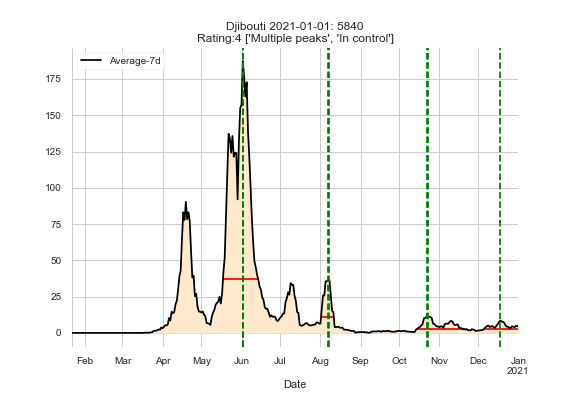 Djibouti 2021-01-01: 5840
Rating:4 ['Multiple peaks', 'In control']
Average-7d
175
150
125
100
75
50
25
0
Feb Mar Apr May Jun Jul Aug Sep Oct Nov Dec Jan
2021
Date